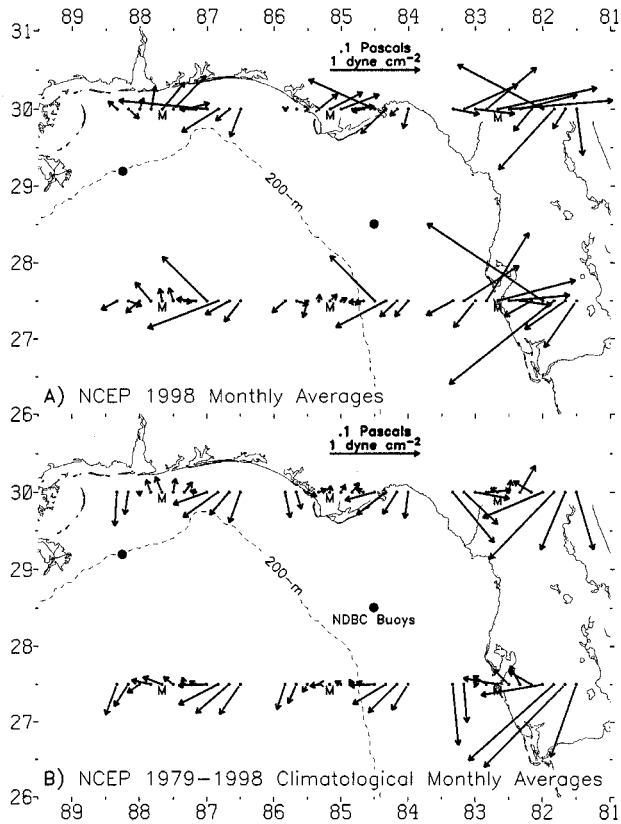 89 88 87 86 85 84 83 82 81
31
.1 Pascals
1 dyne cm-2
30
M M M
29
200-m
28
M M M
27
A) NCEP 1998 Monthly Averages
26
.1 Pascals
1 dyne cm-2
30
M M M
29
200-m
NDBC Buoys
28
M M M
27
B) NCEP 1979-1998 Climatological Monthly Averages
26
89 88 87 86 85 84 83 82 81